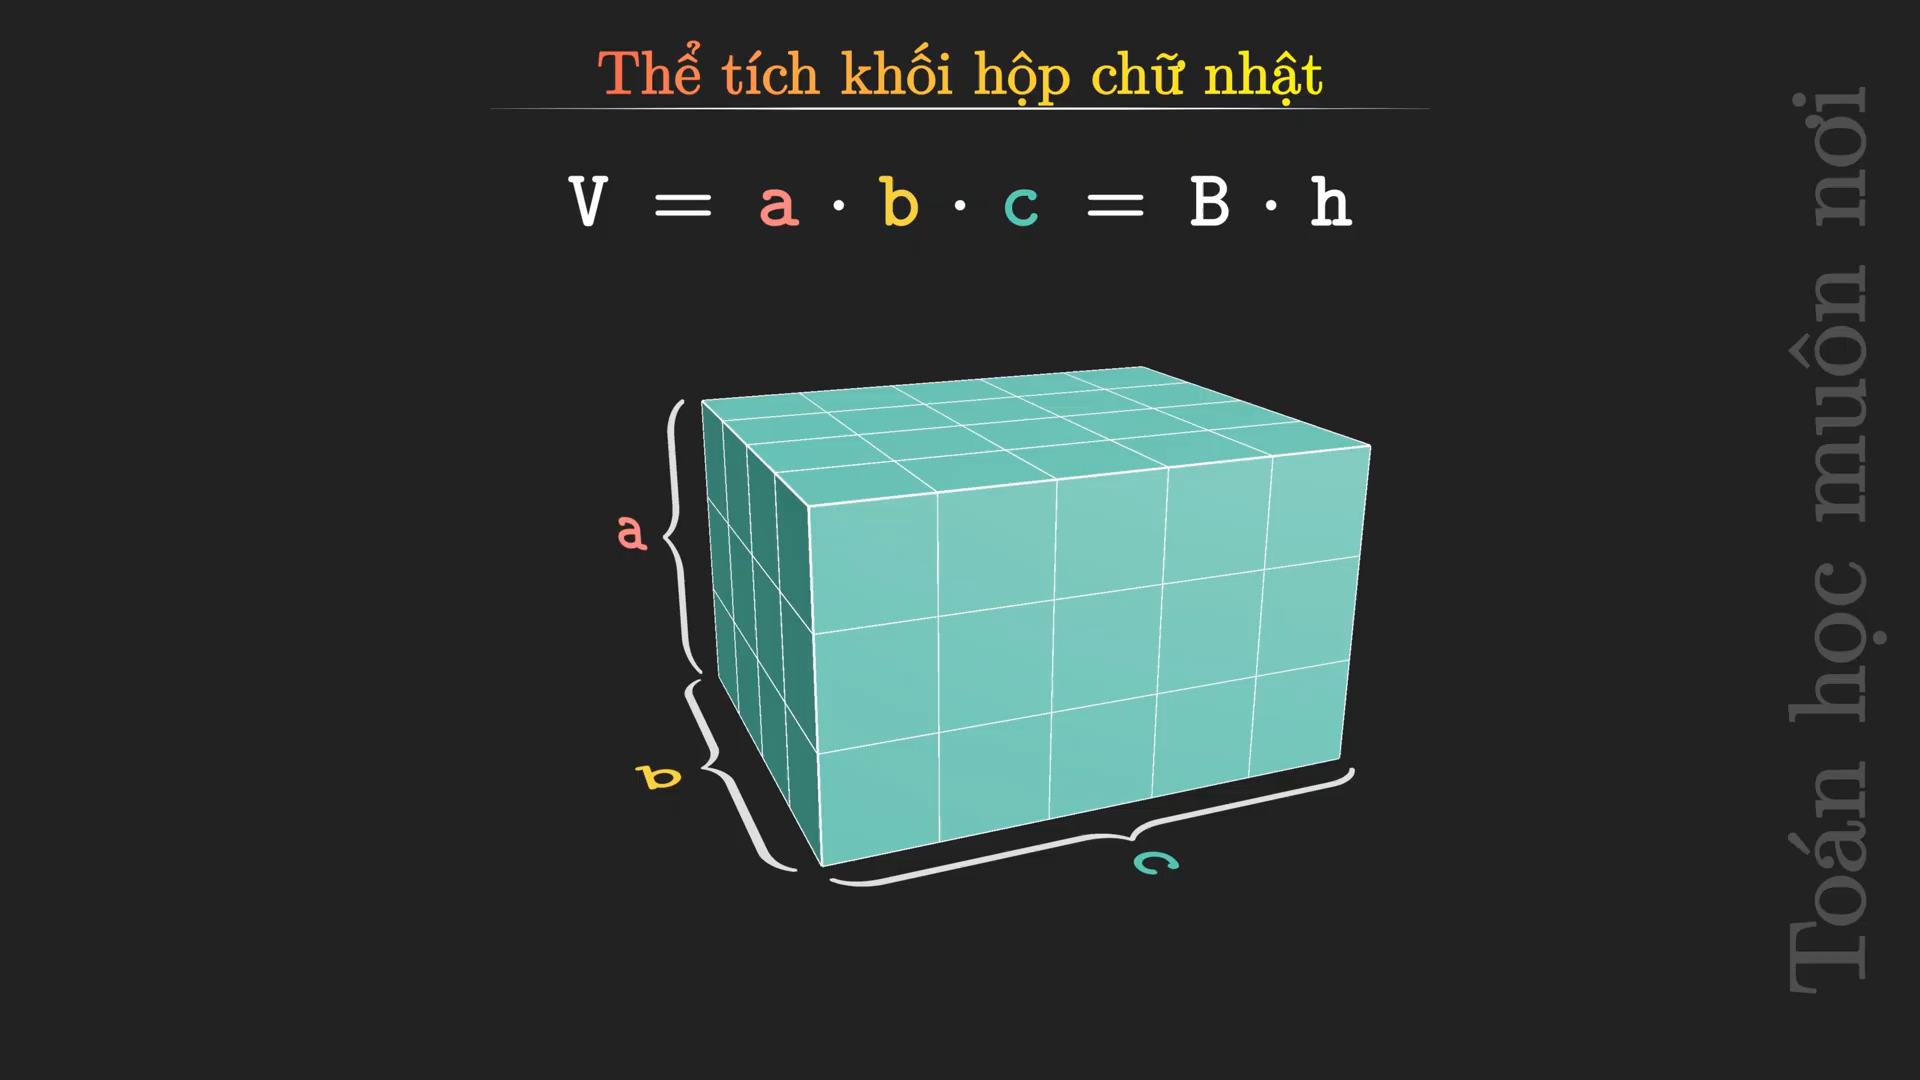 Thể tích khối hộp chữ nhật
V = a · b · c = B · h
a
b
c
Toán học muôn nơi